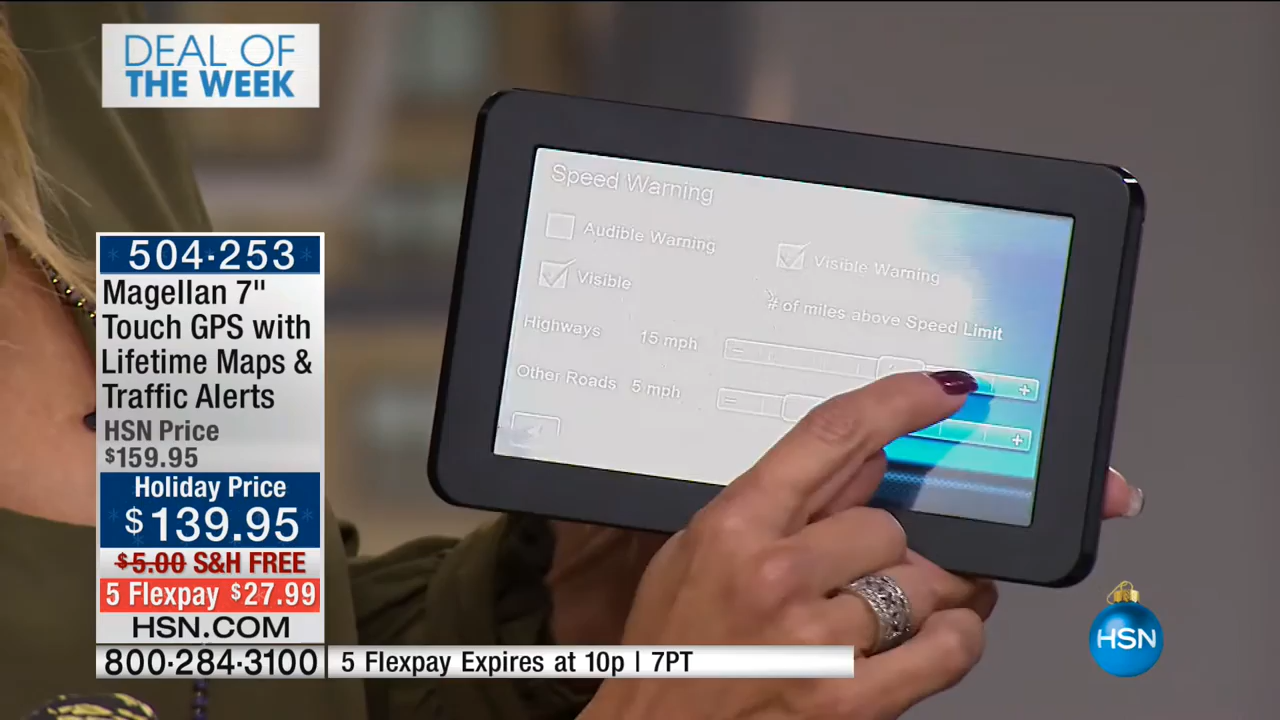 DEAL OF
THE WEEK
504-253
Magellan 7"
Touch GPS with
Lifetime Maps &
Traffic Alerts
HSN Price
$159.95
Holiday Price
$139.95
$5.00 S&H FREE
5 Flexpay $27.99
HSN.COM
800-284-3100
5 Flexpay Expires at 10p | 7PT
Speed Warning
Audible Warning
Visible Warning
Visible
# of miles above Speed Limit
Highways 15 mph
Other Roads 5 mph
HSN